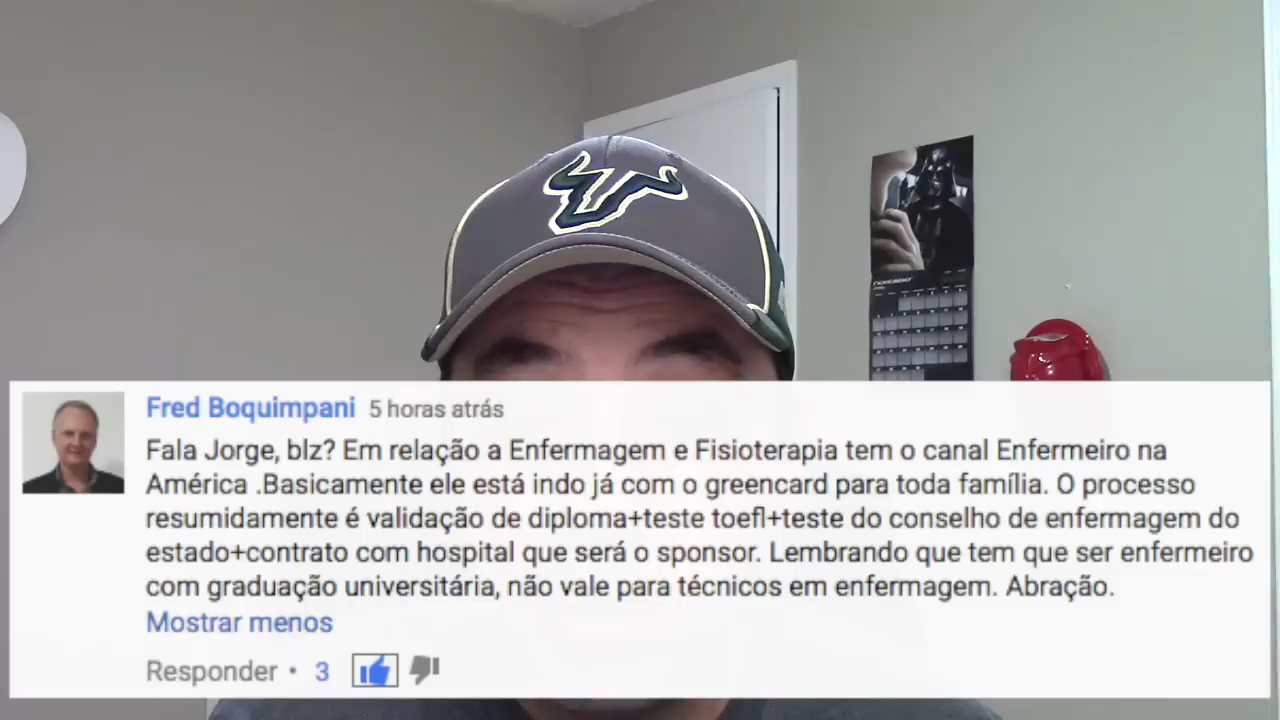 Fred Boquimpani 5 horas atrás
Fala Jorge, blz? Em relação a Enfermagem e Fisioterapia tem o canal Enfermeiro na
América .Basicamente ele está indo já com o greencard para toda família. O processo
resumidamente é validação de diploma+teste toefl+teste do conselho de enfermagem do
estado+contrato com hospital que será o sponsor. Lembrando que tem que ser enfermeiro
com graduação universitária, não vale para técnicos em enfermagem. Abração.
Mostrar menos
Responder • 3